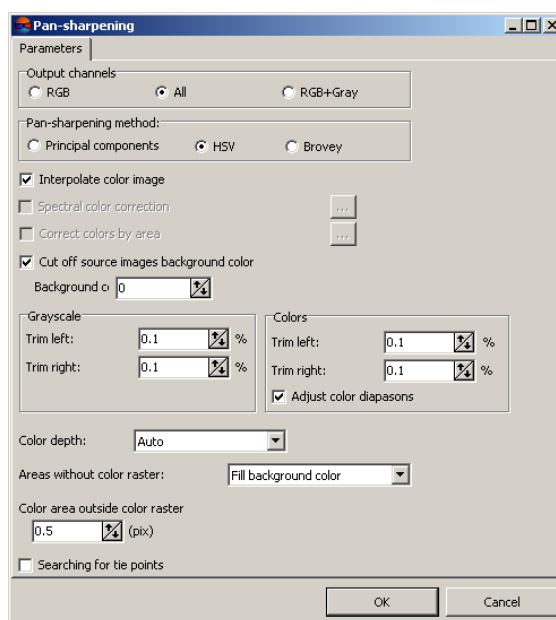 Pan-sharpening
Parameters
Output channels
RGB All RGB+Gray
Pan-sharpening method:
Principal components HSV Brovey
Interpolate color image
Spectral color correction ...
Correct colors by area ...
Cut off source images background color
Background co 0
Grayscale
Trim left: 0.1 %
Trim right: 0.1 %
Colors
Trim left: 0.1 %
Trim right: 0.1 %
Adjust color diapasons
Color depth: Auto
Areas without color raster: Fill background color
Color area outside color raster
0.5 (pix)
Searching for tie points
OK Cancel